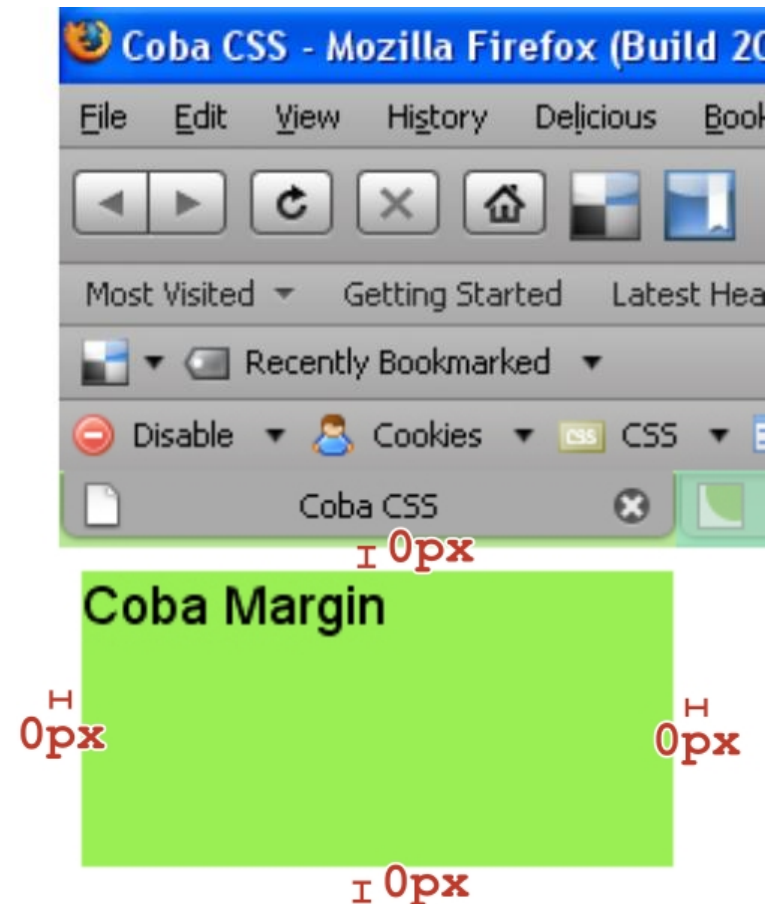 Coba CSS - Mozilla Firefox (Build 20
File Edit View History Delicious Book
Most Visited Getting Started Latest Hea
Recently Bookmarked
Disable Cookies CSS CSS
Coba CSS
0px
Coba Margin
0px 0px
0px